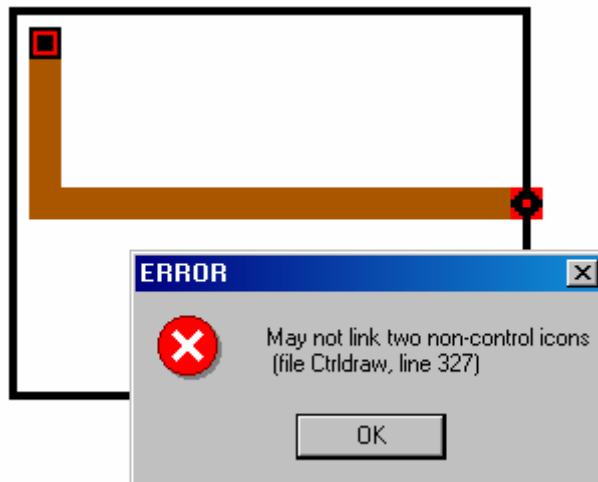 ERROR
May not link two non-control icons
(file Ctrldraw, line 327)
OK